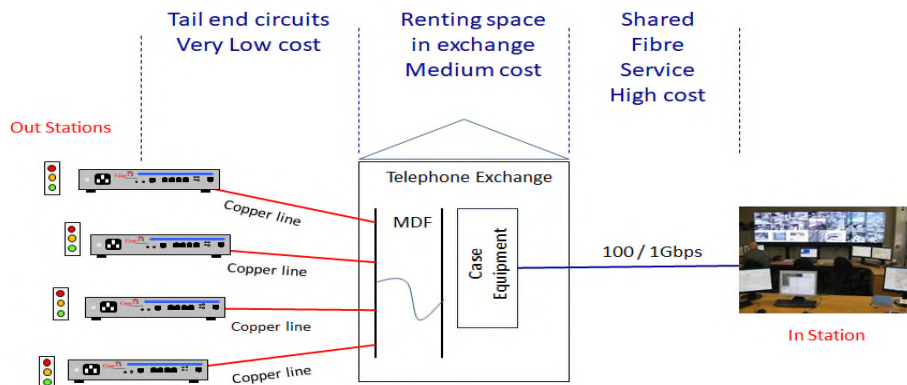 Tail end circuits
Very Low cost
Renting space
in exchange
Medium cost
Shared
Fibre
Service
High cost
Out Stations
Telephone Exchange
MDF
Case
Equipment
Copper line
Copper line
Copper line
Copper line
100 / 1Gbps
In Station